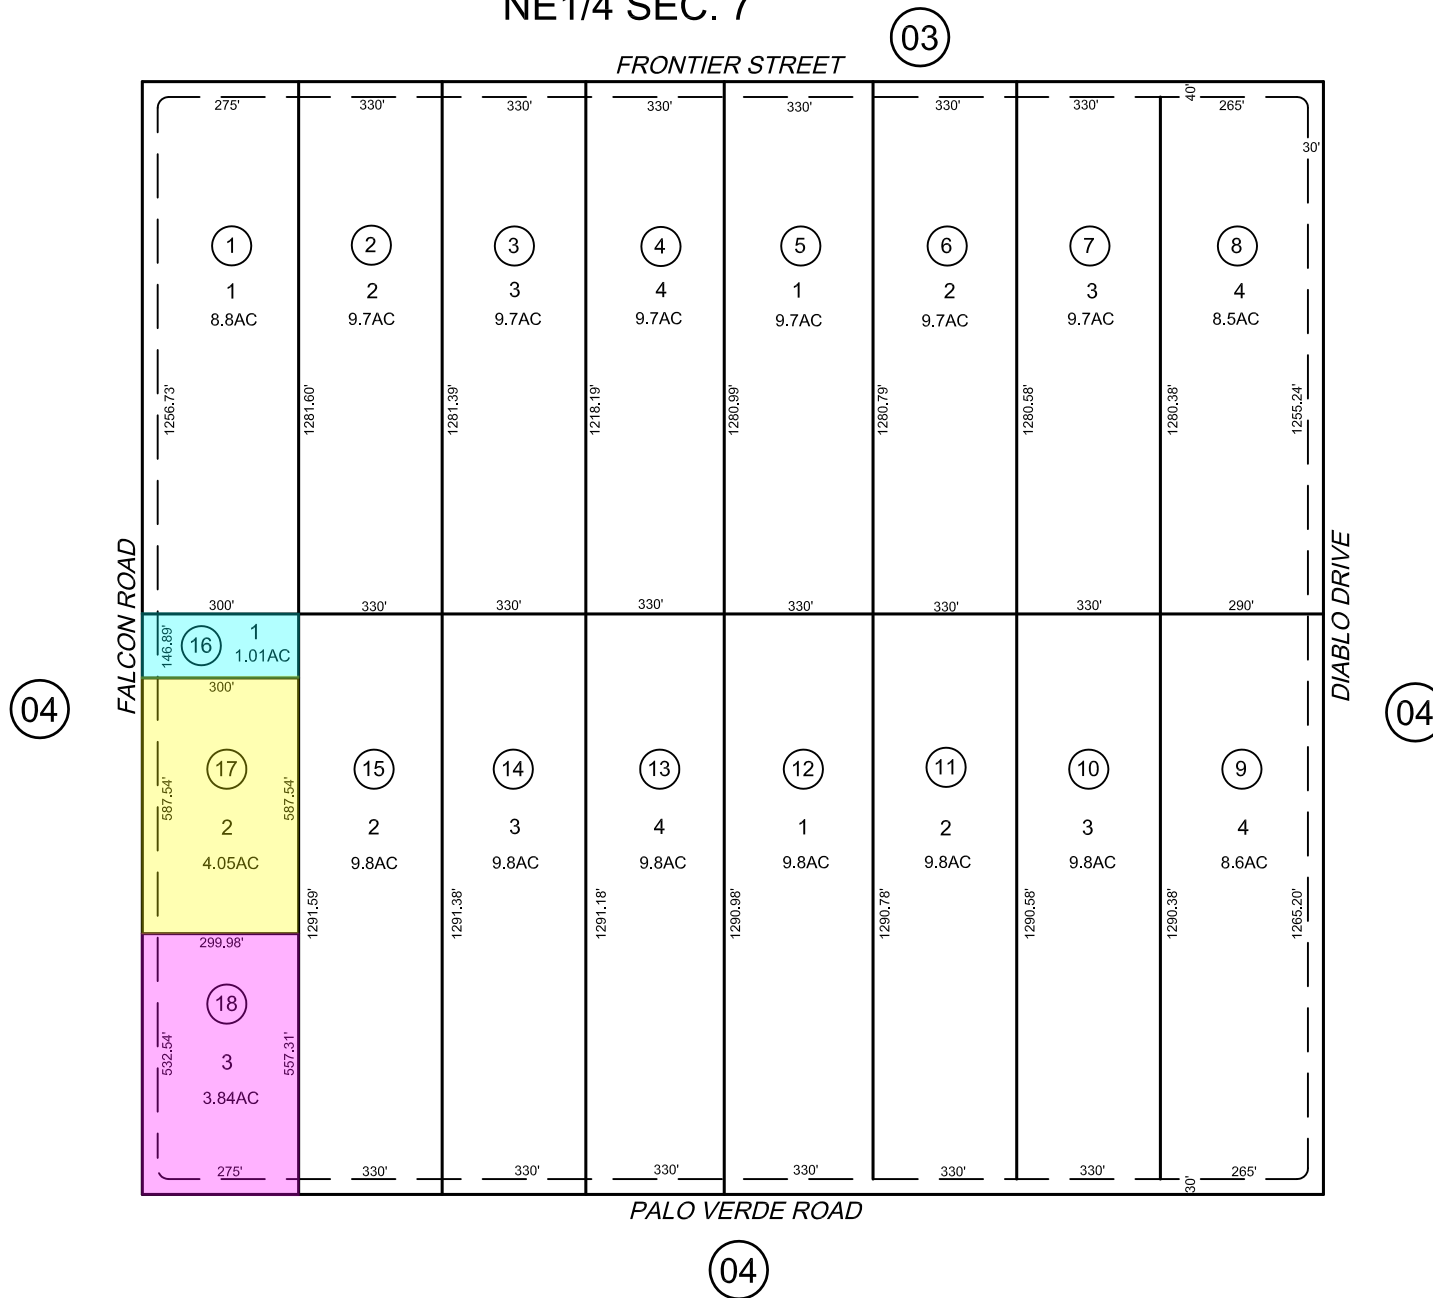 NE1/4 SEC. 7
03
FRONTIER STREET
275' 330' 330' 330' 330' 330' 330' 40' 265'
30'
1 2 3 4 5 6 7 8
1 2 3 4 1 2 3 4
8.8AC 9.7AC 9.7AC 9.7AC 9.7AC 9.7AC 9.7AC 8.5AC
1256.73' 1281.60' 1281.39' 1218.19' 1280.99' 1280.79' 1280.58' 1280.38' 1255.24'
FALCON ROAD
DIABLO DRIVE
300' 330' 330' 330' 330' 330' 330' 290'
146.89' 16 1
1.01AC
300'
04
04
17 15 14 13 12 11 10 9
587.54' 587.54'
2 2 3 4 1 2 3 4
4.05AC 9.8AC 9.8AC 9.8AC 9.8AC 9.8AC 9.8AC 8.6AC
1291.59' 1291.38' 1291.18' 1290.98' 1290.78' 1290.58' 1290.38' 1265.20'
299.98'
18
532.54' 557.31'
3
3.84AC
275' 330' 330' 330' 330' 330' 330' 30' 265'
PALO VERDE ROAD
04